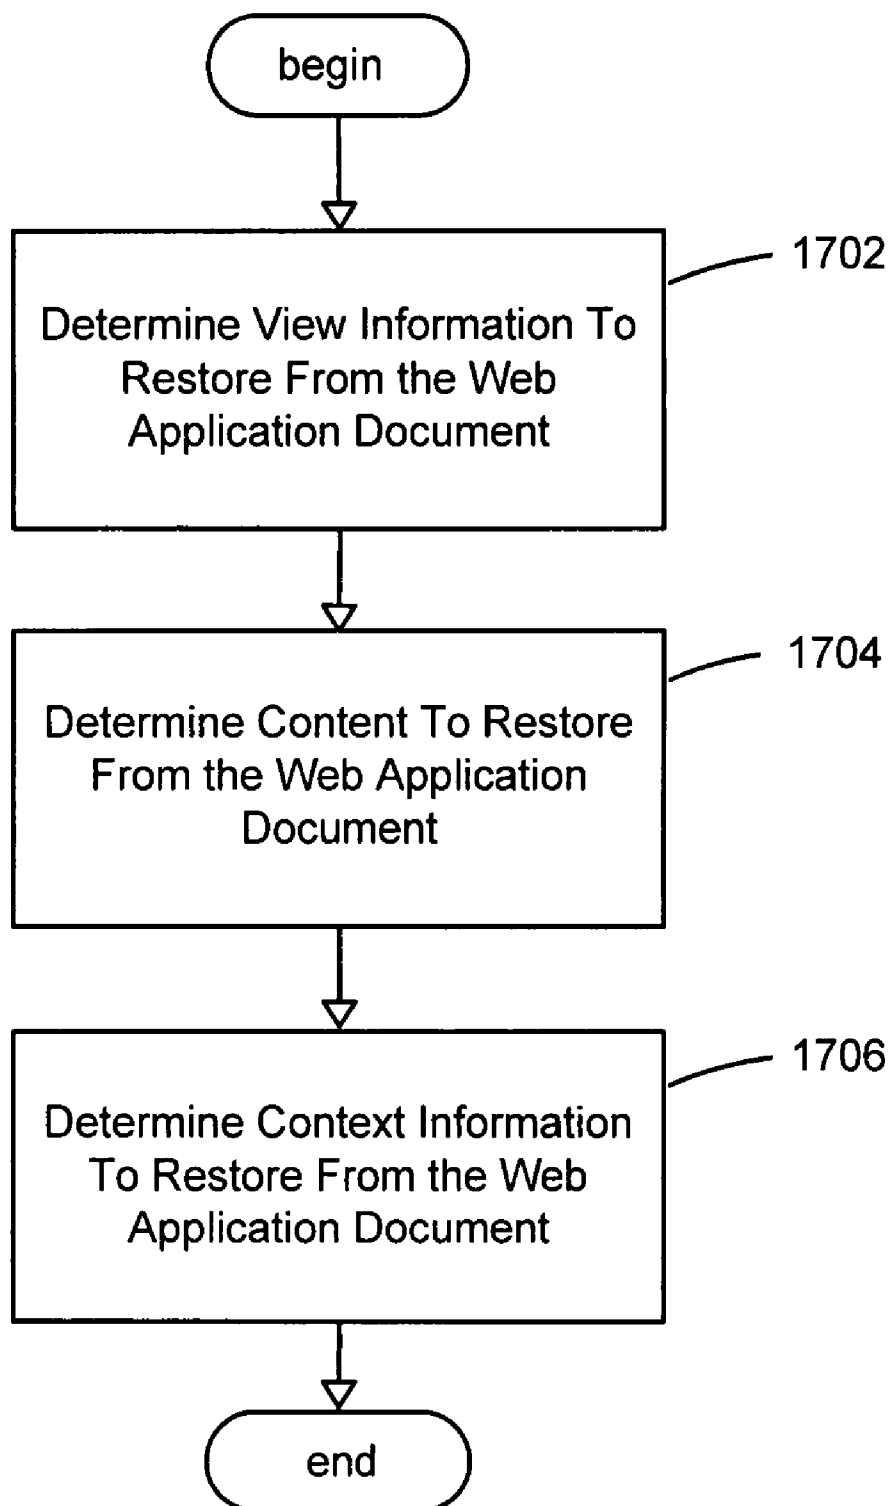 begin
1702
Determine View Information To
Restore From the Web
Application Document
1704
Determine Content To Restore
From the Web Application
Document
1706
Determine Context Information
To Restore From the Web
Application Document
end